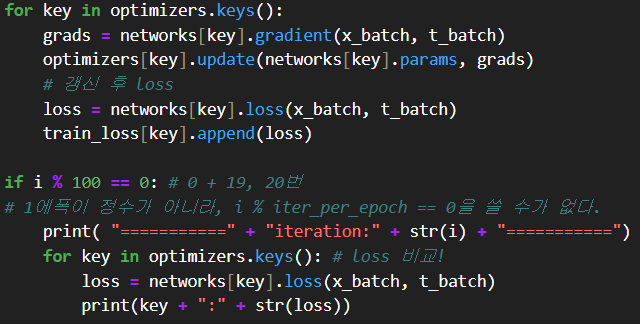 for key in optimizers.keys():
    grads = networks[key].gradient(x_batch, t_batch)
    optimizers[key].update(networks[key].params, grads)
    # 갱신 후 loss
    loss = networks[key].loss(x_batch, t_batch)
    train_loss[key].append(loss)

if i % 100 == 0: # 0 + 19, 20번
# 1에폭이 정수가 아니라, i % iter_per_epoch == 0을 쓸 수가 없다.
    print( "===========" + "iteration:" + str(i) + "===========")
    for key in optimizers.keys(): # loss 비교!
        loss = networks[key].loss(x_batch, t_batch)
        print(key + ":" + str(loss))